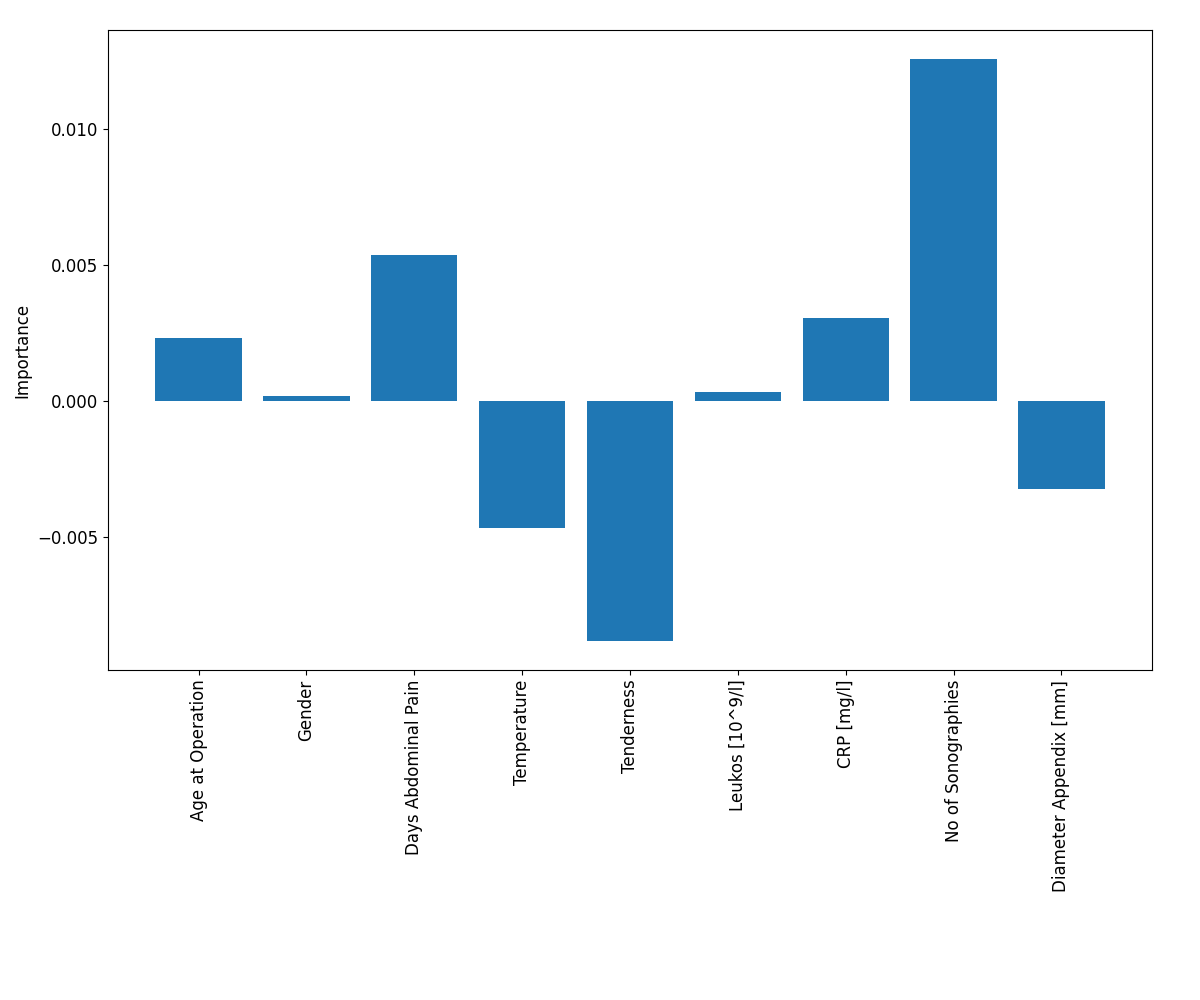 Importance
0.010
0.005
0.000
−0.005
Age at Operation
Gender
Days Abdominal Pain
Temperature
Tenderness
Leukos [10^9/l]
CRP [mg/l]
No of Sonographies
Diameter Appendix [mm]